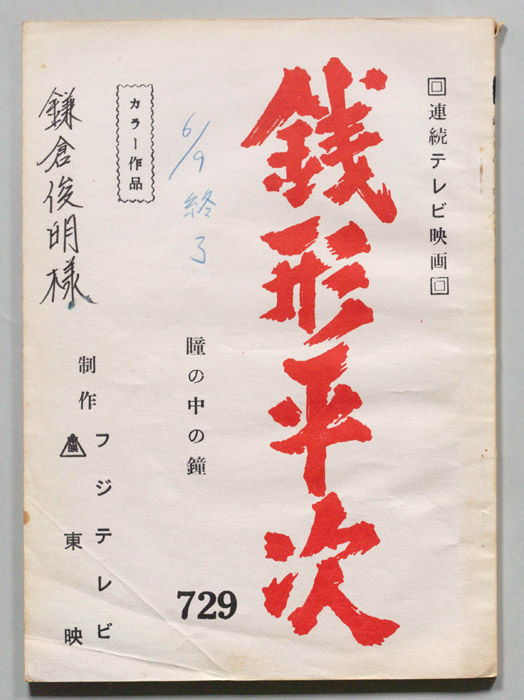 連続テレビ映画
銭形平次
瞳の中の鐘
729
6/9 終了
カラー作品
鎌倉俊明様
制作
フジテレビ
東映